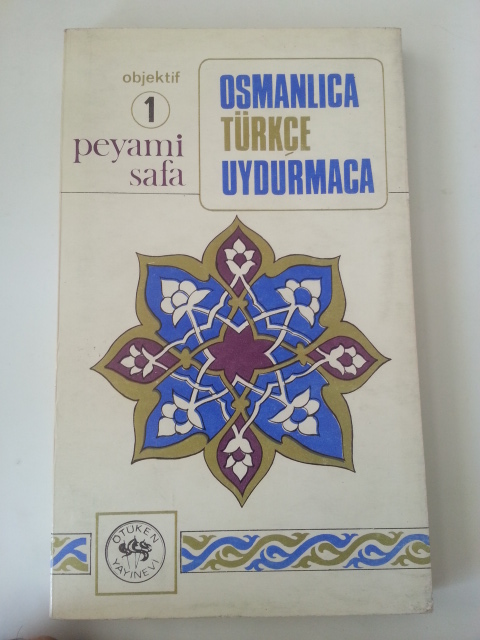 objektif
1
peyami
safa
OSMANLICA
TÜRKÇE
UYDURMACA
ÖTÜKEN
YAYINEVİ